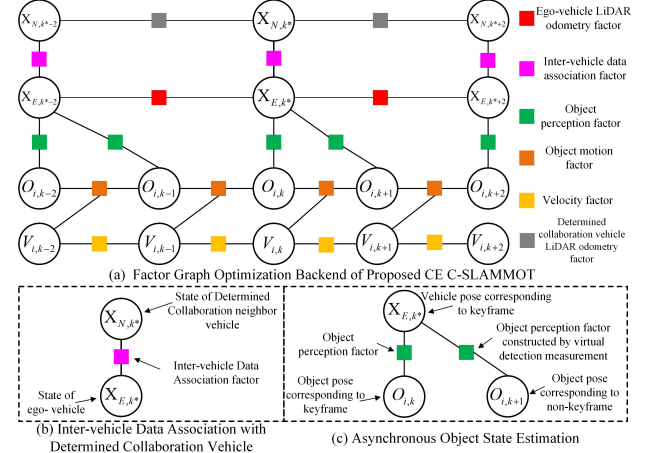 X_{N,k*-2}
X_{N,k*}
X_{N,k*+2}
X_{E,k*-2}
X_{E,k*}
X_{E,k*+2}
O_{i,k-2}
O_{i,k-1}
O_{i,k}
O_{i,k+1}
O_{i,k+2}
V_{i,k-2}
V_{i,k-1}
V_{i,k}
V_{i,k+1}
V_{i,k+2}
Ego-vehicle LiDAR
odometry factor
Inter-vehicle data
association factor
Object
perception factor
Object motion
factor
Velocity factor
Determined
collaboration vehicle
LiDAR odometry
factor
(a) Factor Graph Optimization Backend of Proposed CE C-SLAMMOT
State of Determined
Collaboration neighbor
vehicle
X_{N,k*}
Inter-vehicle Data
Association factor
State of
ego- vehicle
X_{E,k*}
(b) Inter-vehicle Data Association with
Determined Collaboration Vehicle
Vehicle pose corresponding
to keyframe
X_{E,k*}
Object
perception factor
Object perception factor
constructed by virtual
detection measurement
Object pose
corresponding to
keyframe
O_{i,k}
O_{i,k+1}
Object pose
corresponding to
non-keyframe
(c) Asynchronous Object State Estimation